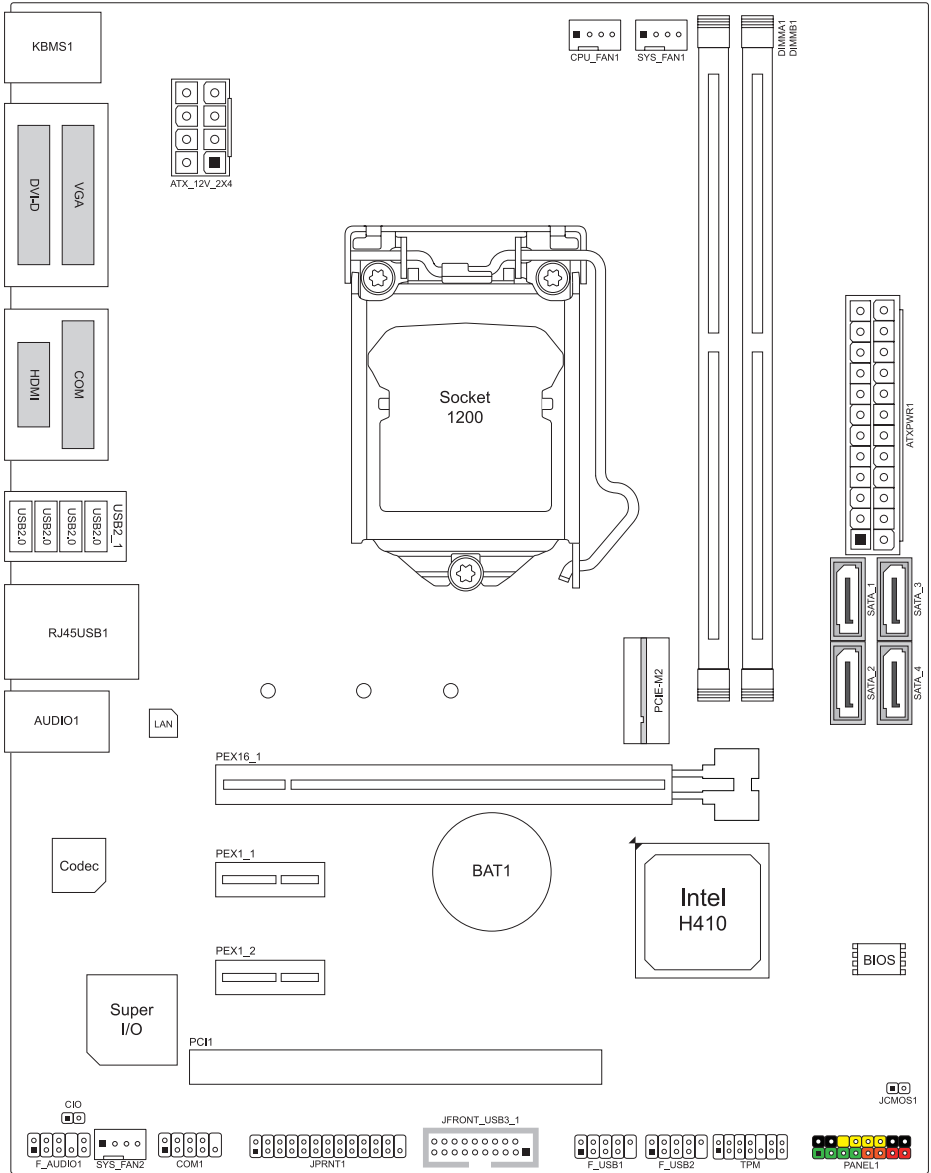 KBMS1
CPU_FAN1
SYS_FAN1
DIMMA1
DIMMB1
ATX_12V_2X4
DVI-D
VGA
HDMI
COM
Socket
1200
ATXPWR1
USB2.0
USB2.0
USB2.0
USB2.0
USB2_1
SATA_1
SATA_3
RJ45USB1
SATA_2
SATA_4
PCIE-M2
AUDIO1
LAN
PEX16_1
Codec
PEX1_1
BAT1
Intel
H410
PEX1_2
BIOS
Super
I/O
PCI1
JCMOS1
CIO
JFRONT_USB3_1
F_AUDIO1
SYS_FAN2
COM1
JPRNT1
F_USB1
F_USB2
TPM
PANEL1